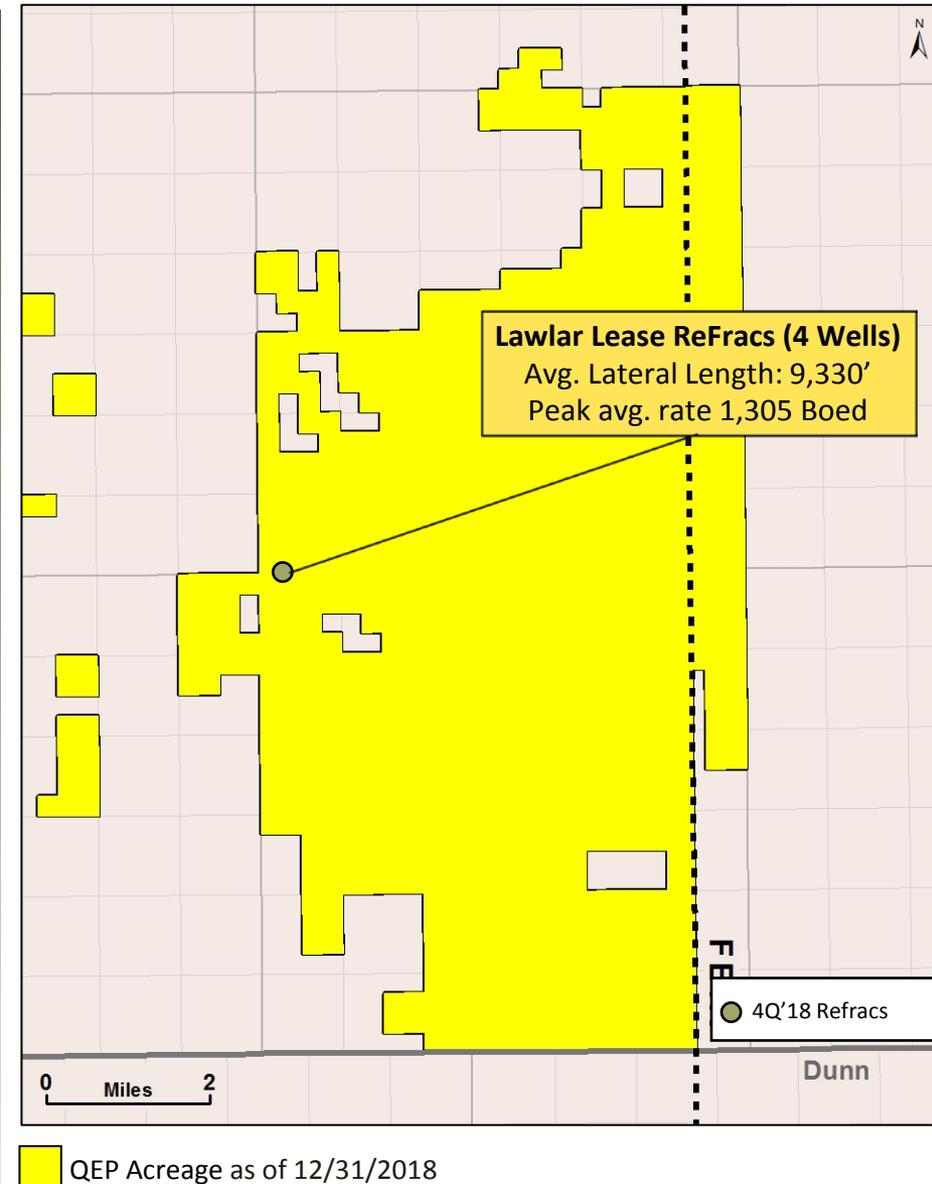 N
Lawlar Lease ReFracs (4 Wells)
Avg. Lateral Length: 9,330’
Peak avg. rate 1,305 Boed
4Q’18 Refracs
Dunn
0 Miles 2
QEP Acreage as of 12/31/2018